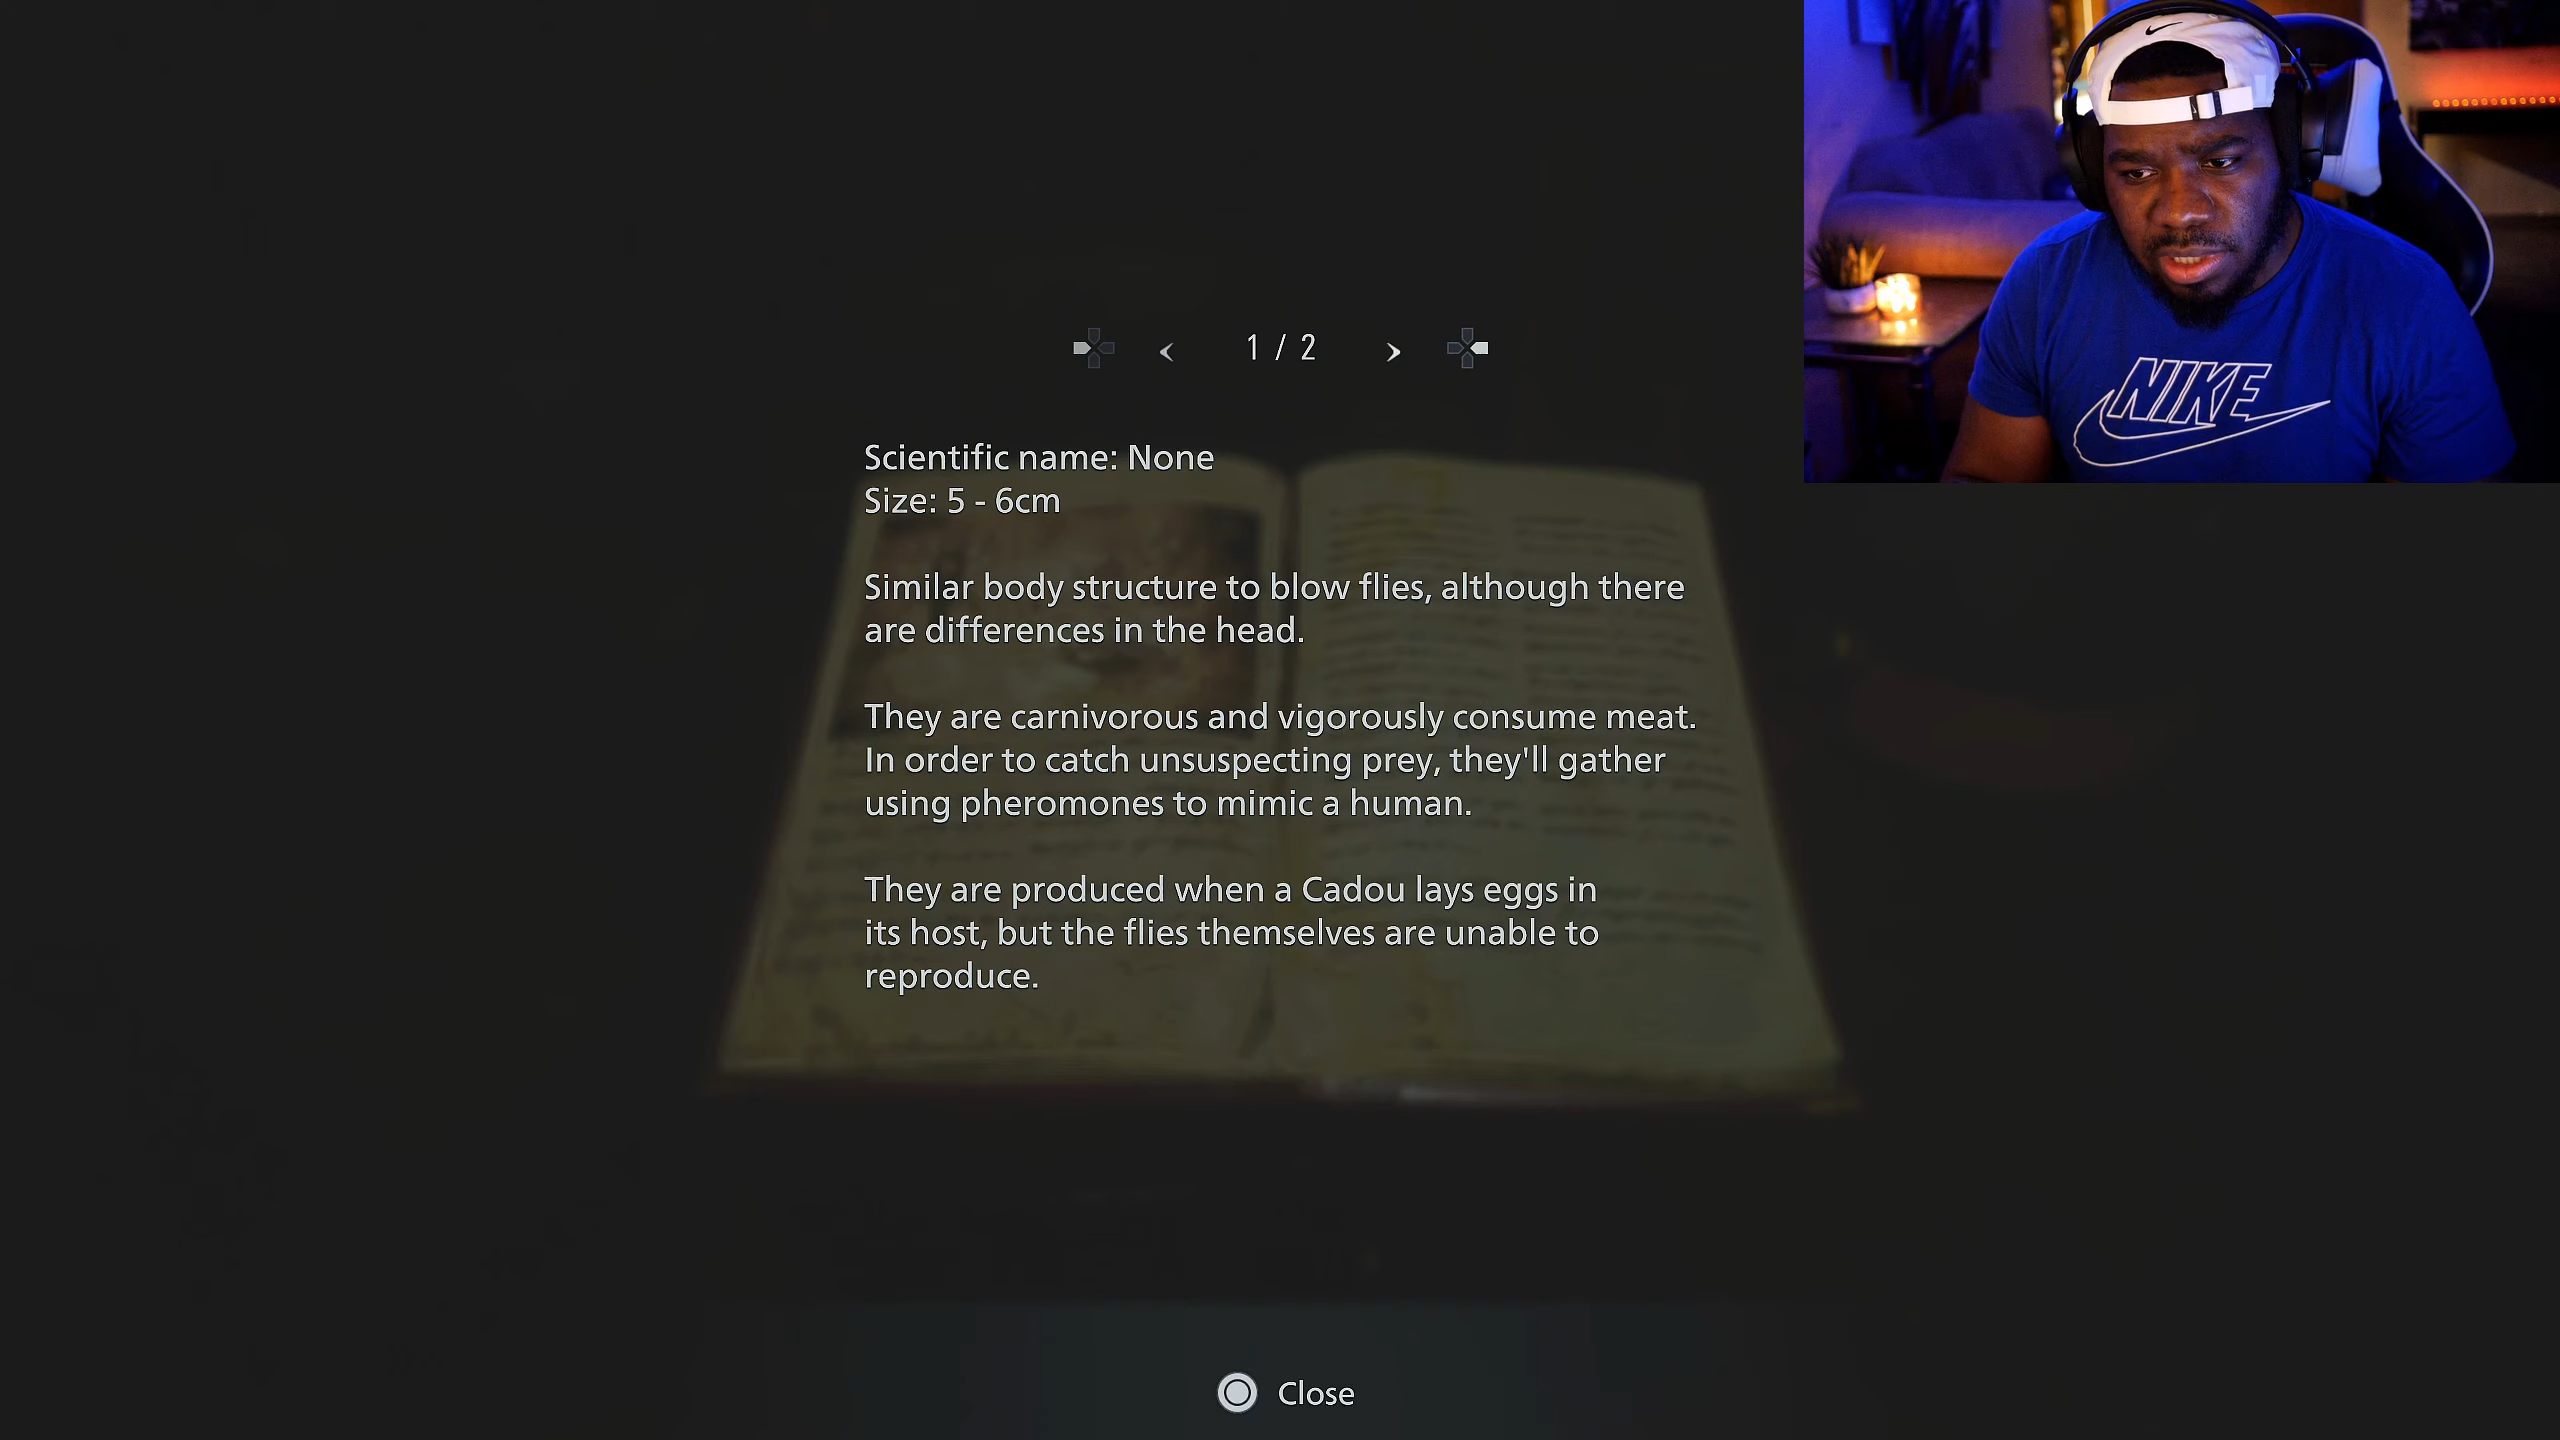 1 / 2
Scientific name: None
Size: 5 - 6cm
Similar body structure to blow flies, although there
are differences in the head.
They are carnivorous and vigorously consume meat.
In order to catch unsuspecting prey, they'll gather
using pheromones to mimic a human.
They are produced when a Cadou lays eggs in
its host, but the flies themselves are unable to
reproduce.
Close
NIKE